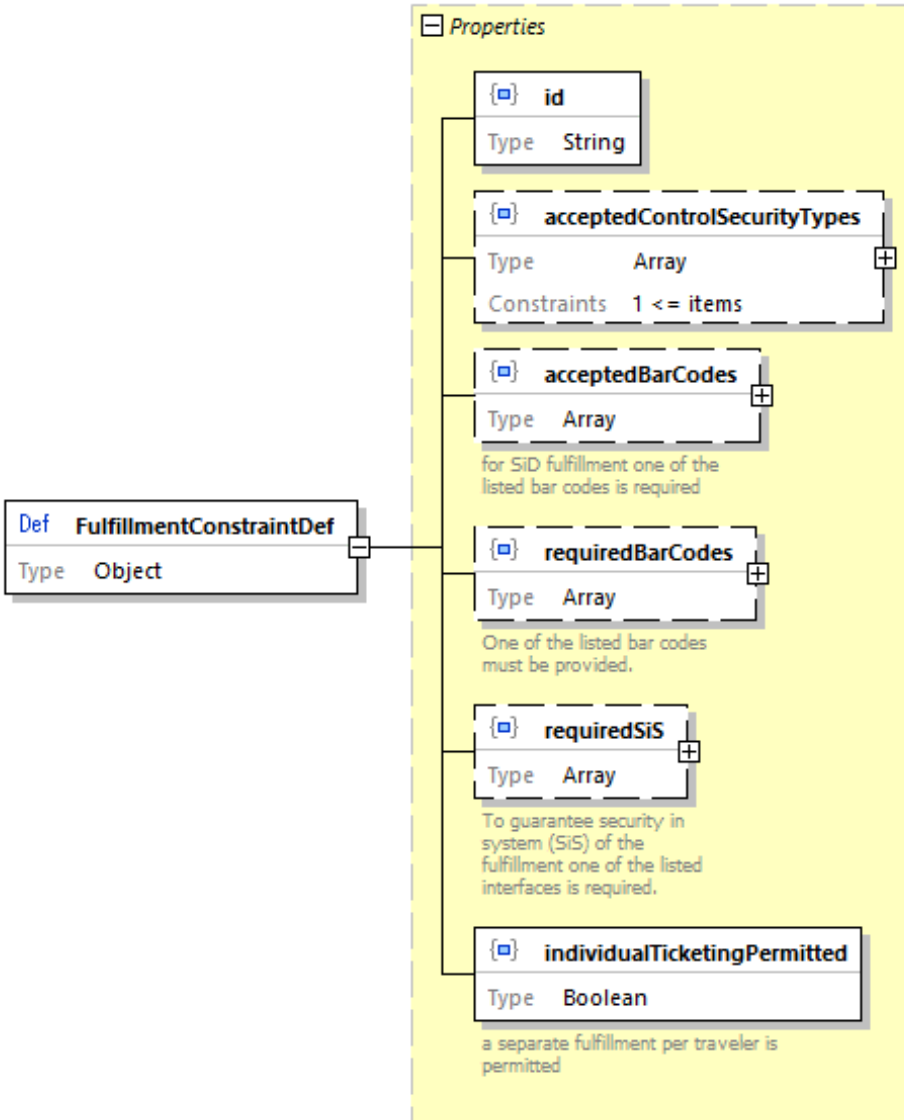 Properties
id
Type String
acceptedControlSecurityTypes
Type Array
Constraints 1 <= items
acceptedBarCodes
Type Array
for SiD fulfillment one of the
listed bar codes is required
Def FulfillmentConstraintDef
Type Object
requiredBarCodes
Type Array
One of the listed bar codes
must be provided.
requiredSiS
Type Array
To guarantee security in
system (SiS) of the
fulfillment one of the listed
interfaces is required.
individualTicketingPermitted
Type Boolean
a separate fulfillment per traveler is
permitted